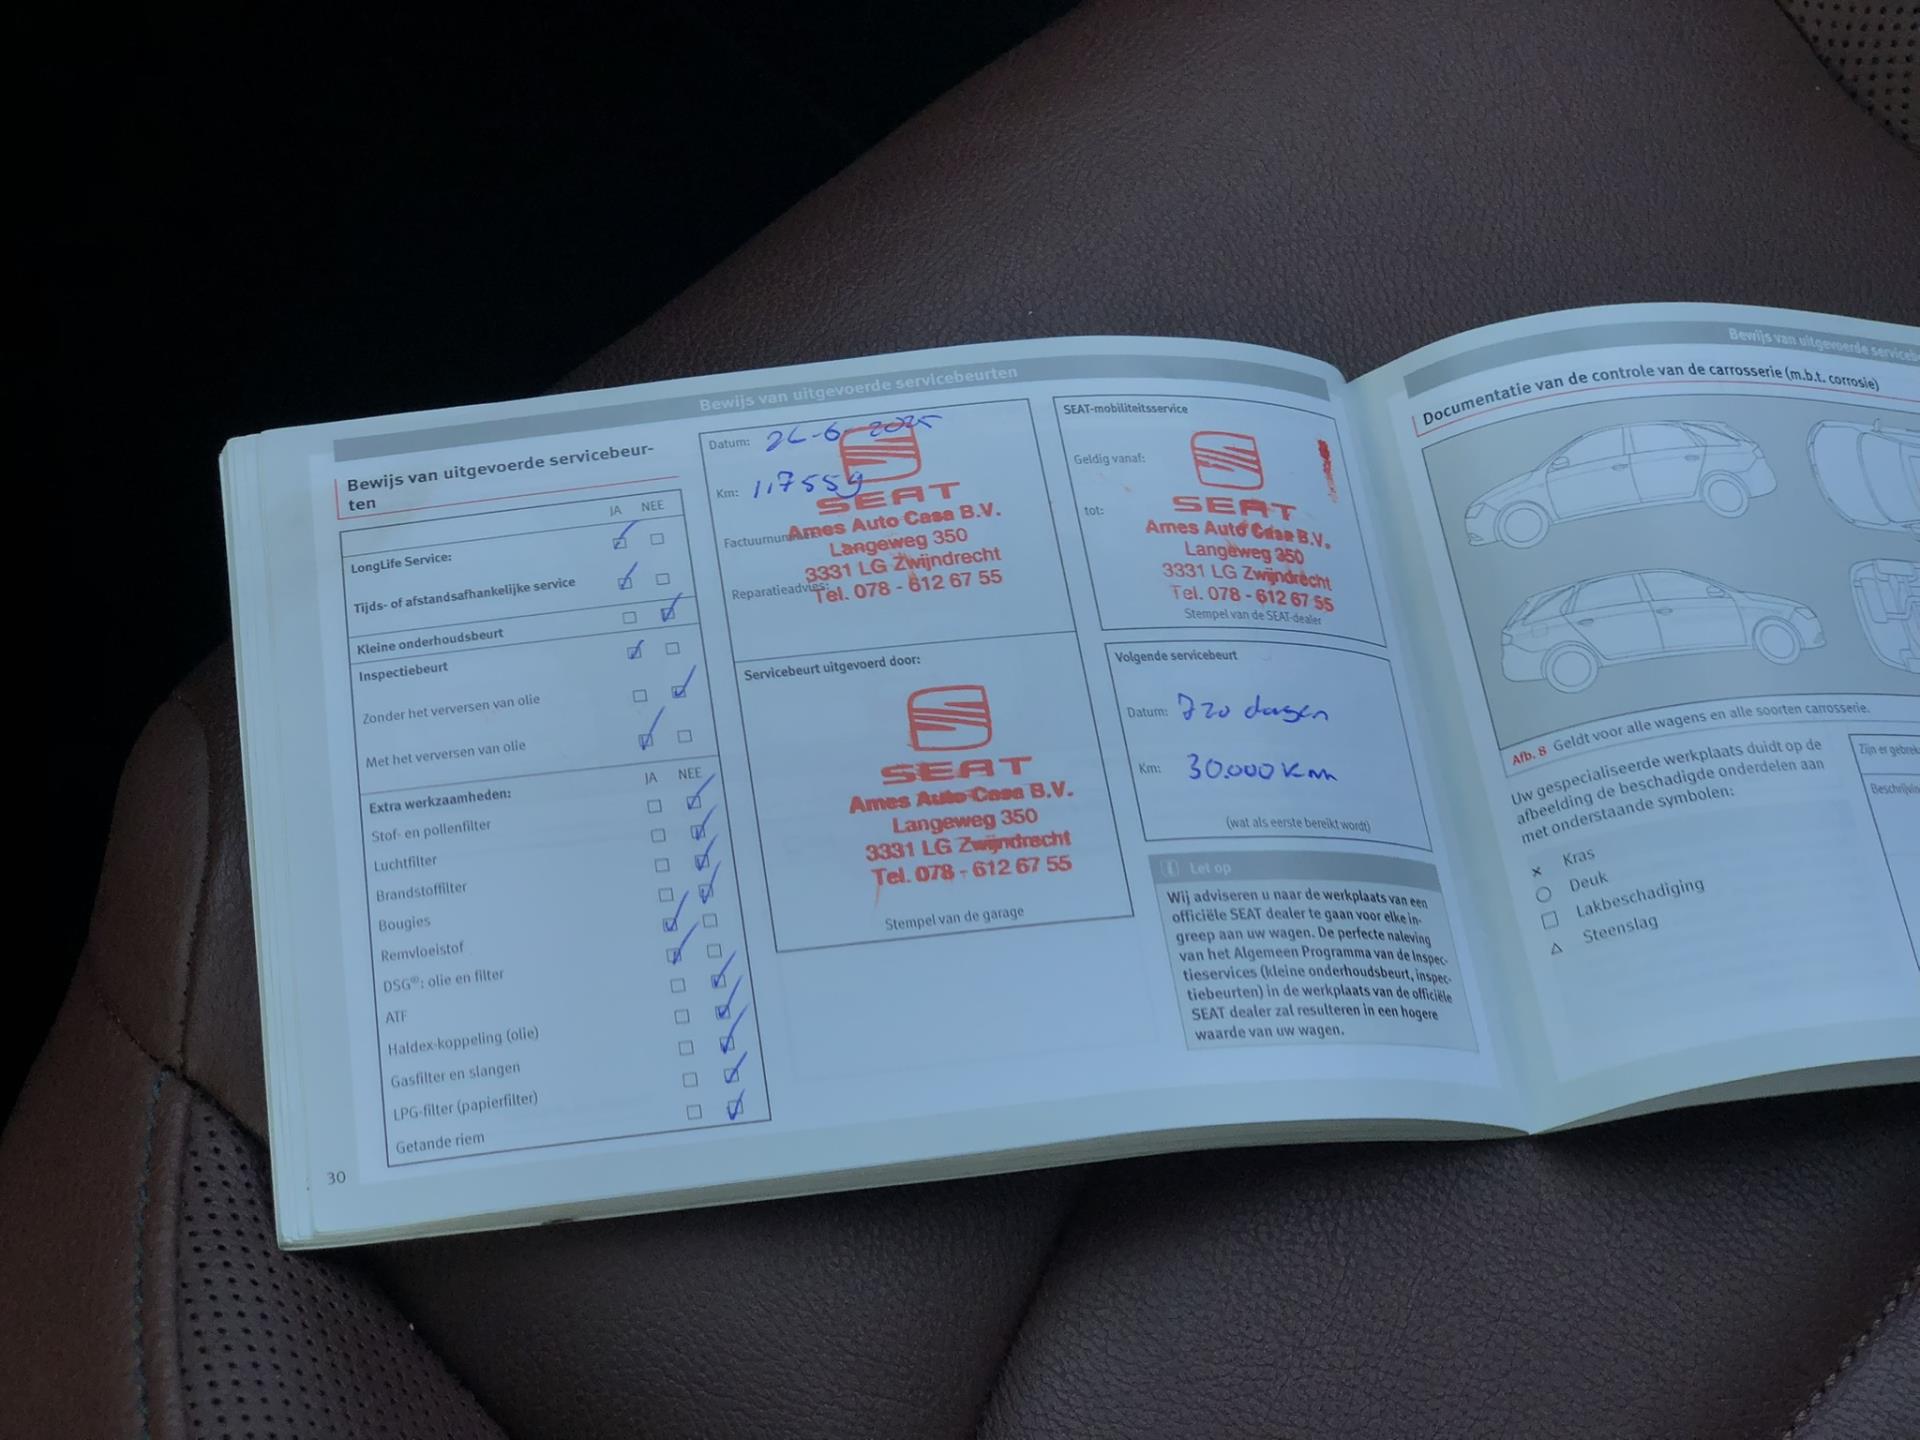 Bewijs van uitgevoerde servicebeurten
Bewijs van uitgevoerde servicebeur-
ten
JA NEE
LongLife Service:
Tijds- of afstandsafhankelijke service
Kleine onderhoudsbeurt
Inspectiebeurt
Zonder het verversen van olie
Met het verversen van olie
Extra werkzaamheden: JA NEE
Stof- en pollenfilter
Luchtfilter
Brandstoffilter
Bougies
Remvloeistof
DSG®: olie en filter
ATF
Haldex-koppeling (olie)
Gasfilter en slangen
LPG-filter (papierfilter)
Getande riem
30
Datum: -6-2025
Km: 117559
SEAT
Ames Auto Casa B.V.
Langeweg 350
3331 LG Zwijndrecht
Tel. 078 - 612 67 55
Reparatieadvies:
Servicebeurt uitgevoerd door:
SEAT
Ames Auto Casa B.V.
Langeweg 350
3331 LG Zwijndrecht
Tel. 078 - 612 67 55
Stempel van de garage
SEAT-mobiliteitsservice
Geldig vanaf:
tot:
SEAT
Ames Auto Casa B.V.
Langeweg 350
3331 LG Zwijndrecht
Tel. 078 - 612 67 55
Stempel van de SEAT-dealer
Volgende servicebeurt
Datum: 720 dagen
Km: 30.000 Km
(wat als eerste bereikt wordt)
Let op
Wij adviseren u naar de werkplaats van een
officiële SEAT dealer te gaan voor elke in-
greep aan uw wagen. De perfecte naleving
van het Algemeen Programma van de Inspec-
tieservices (kleine onderhoudsbeurt, inspec-
tiebeurten) in de werkplaats van de officiële
SEAT dealer zal resulteren in een hogere
waarde van uw wagen.
Bewijs van uitgevoerde
Documentatie van de controle van de carrosserie (m.b.t. corrosie)
Afb. 8 Geldt voor alle wagens en alle soorten carrosserie.
Uw gespecialiseerde werkplaats duidt op de
afbeelding de beschadigde onderdelen aan
met onderstaande symbolen:
× Kras
○ Deuk
□ Lakbeschadiging
△ Steenslag
Zijn er